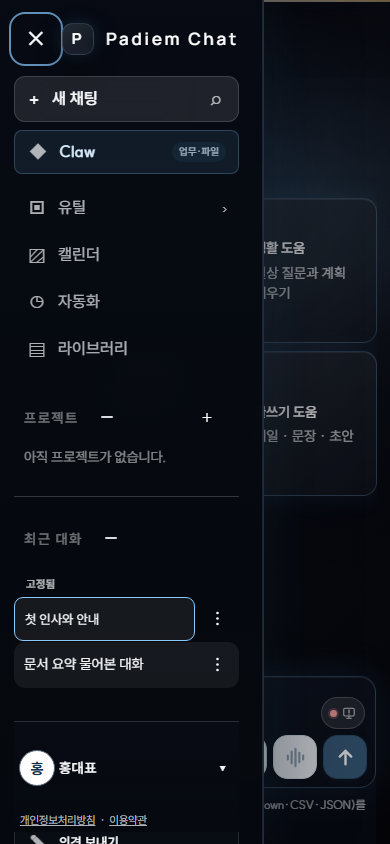 P Padiem Chat
+ 새 채팅
Claw 업무·파일
유틸 ›
캘린더
자동화
라이브러리
프로젝트 − +
아직 프로젝트가 없습니다.
최근 대화 −
고정됨
첫 인사와 안내
문서 요약 물어본 대화
홍 홍대표 ▼
개인정보처리방침 · 이용약관
의견 보내기
도움
질문과 계획
우기
도움
문장 · 초안
CSV·JSON)를